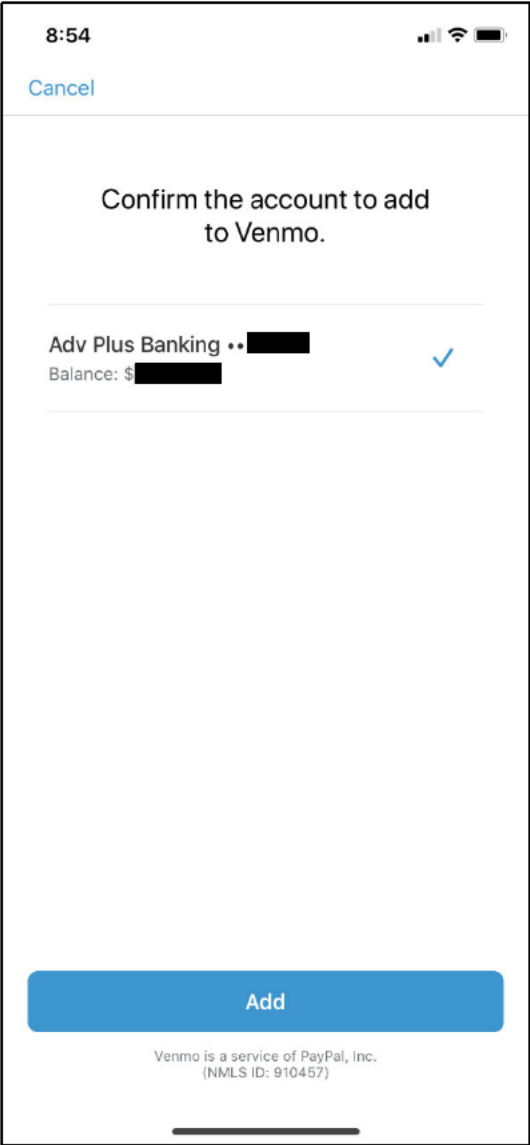 8:54
Cancel
Confirm the account to add
to Venmo.
Adv Plus Banking ••
Balance: $
Add
Venmo is a service of PayPal, Inc.
(NMLS ID: 910457)